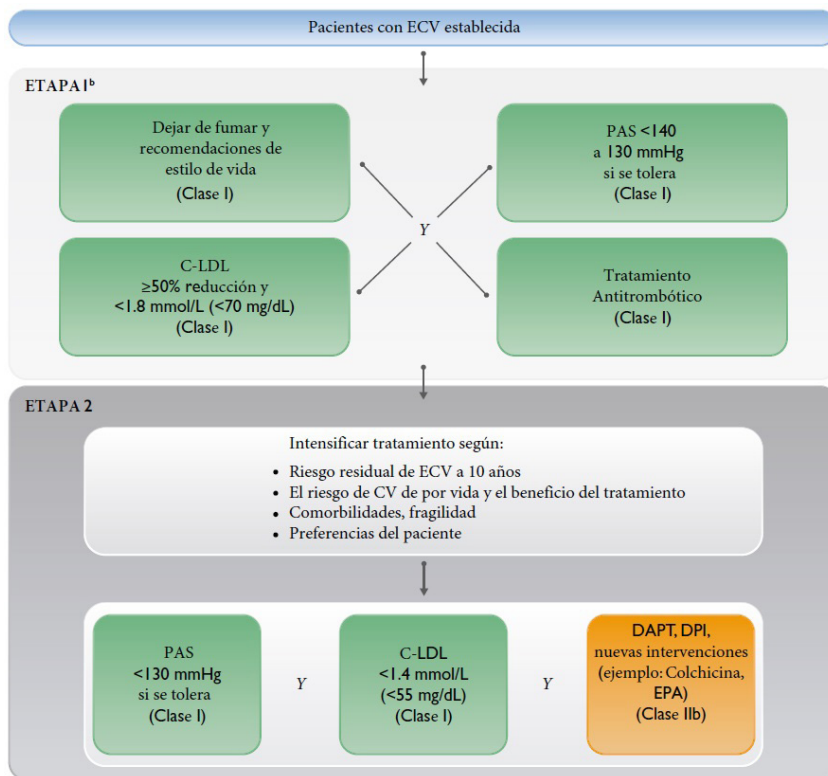 Pacientes con ECV establecida
ETAPA 1ᵇ
Dejar de fumar y
recomendaciones de
estilo de vida
(Clase I)
PAS <140
a 130 mmHg
si se tolera
(Clase I)
Y
C-LDL
≥50% reducción y
<1.8 mmol/L (<70 mg/dL)
(Clase I)
Tratamiento
Antitrombótico
(Clase I)
ETAPA 2
Intensificar tratamiento según:
• Riesgo residual de ECV a 10 años
• El riesgo de CV de por vida y el beneficio del tratamiento
• Comorbilidades, fragilidad
• Preferencias del paciente
PAS
<130 mmHg
si se tolera
(Clase I)
Y
C-LDL
<1.4 mmol/L
(<55 mg/dL)
(Clase I)
Y
DAPT, DPI,
nuevas intervenciones
(ejemplo: Colchicina,
EPA)
(Clase IIb)